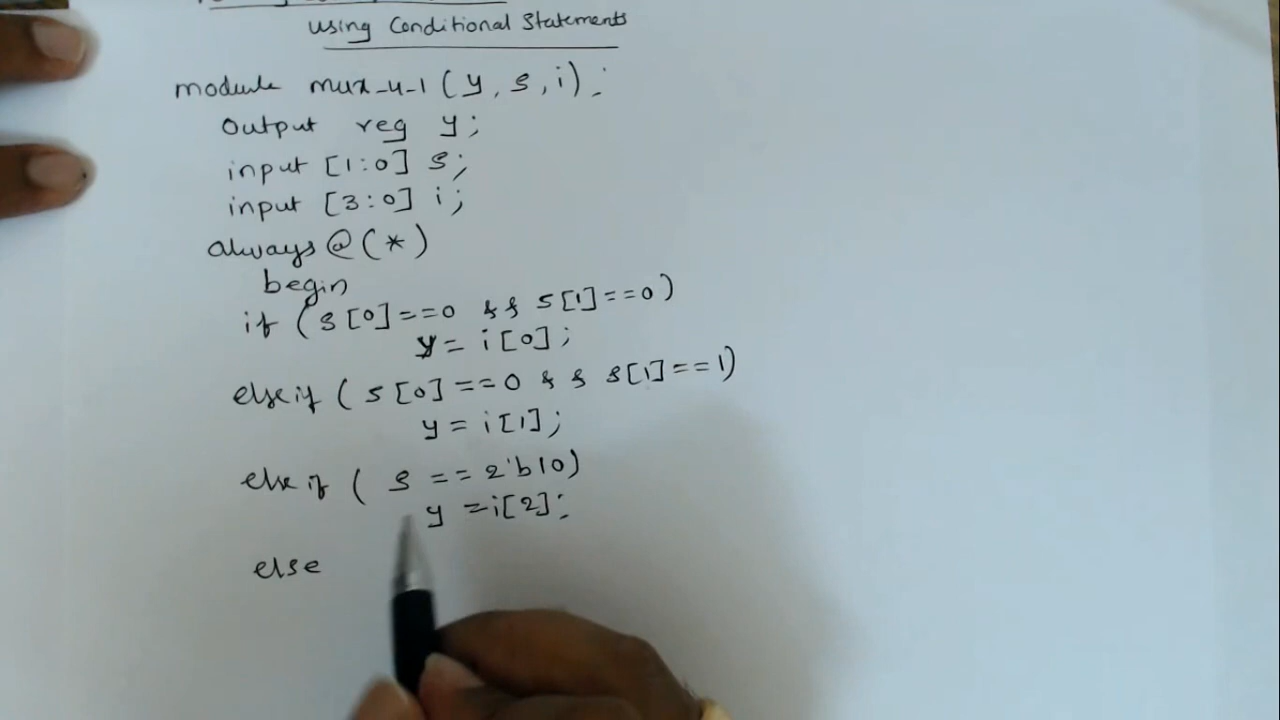 using Conditional Statements
module mux_4_1 (y, s, i);
Output reg y;
input [1:0] s;
input [3:0] i;
always@(*)
begin
if (s[0]==0 && s[1]==0)
y = i[0];
else if (s[0]==0 && s[1]==1)
y = i[1];
else if (s == 2'b10)
y = i[2];
else